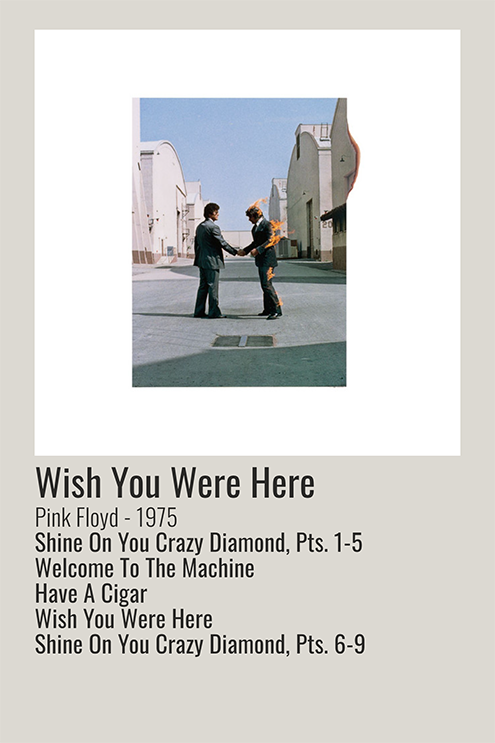 Wish You Were Here
Pink Floyd - 1975
Shine On You Crazy Diamond, Pts. 1-5
Welcome To The Machine
Have A Cigar
Wish You Were Here
Shine On You Crazy Diamond, Pts. 6-9